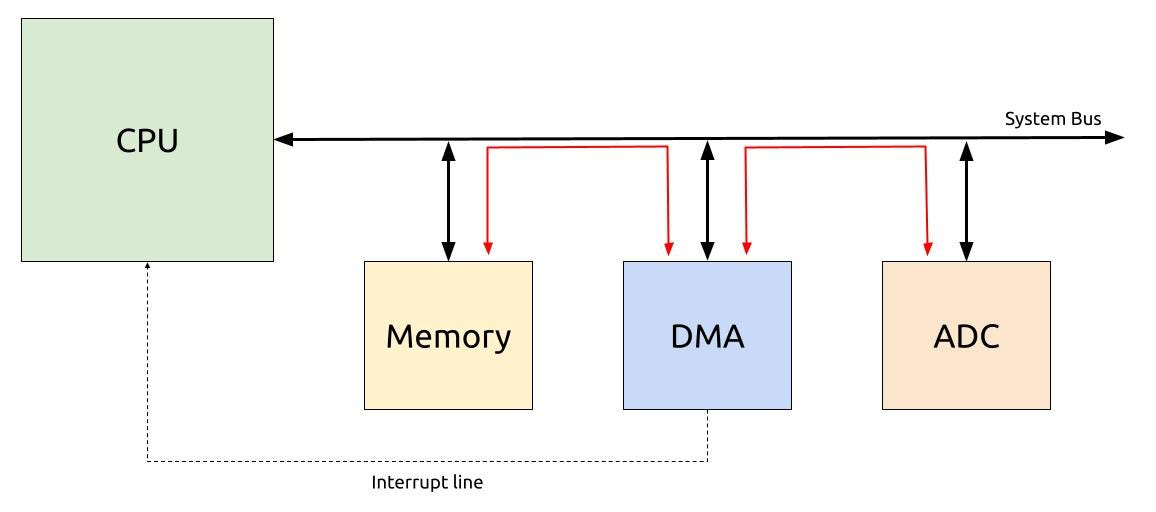 CPU
System Bus
Memory
DMA
ADC
Interrupt line